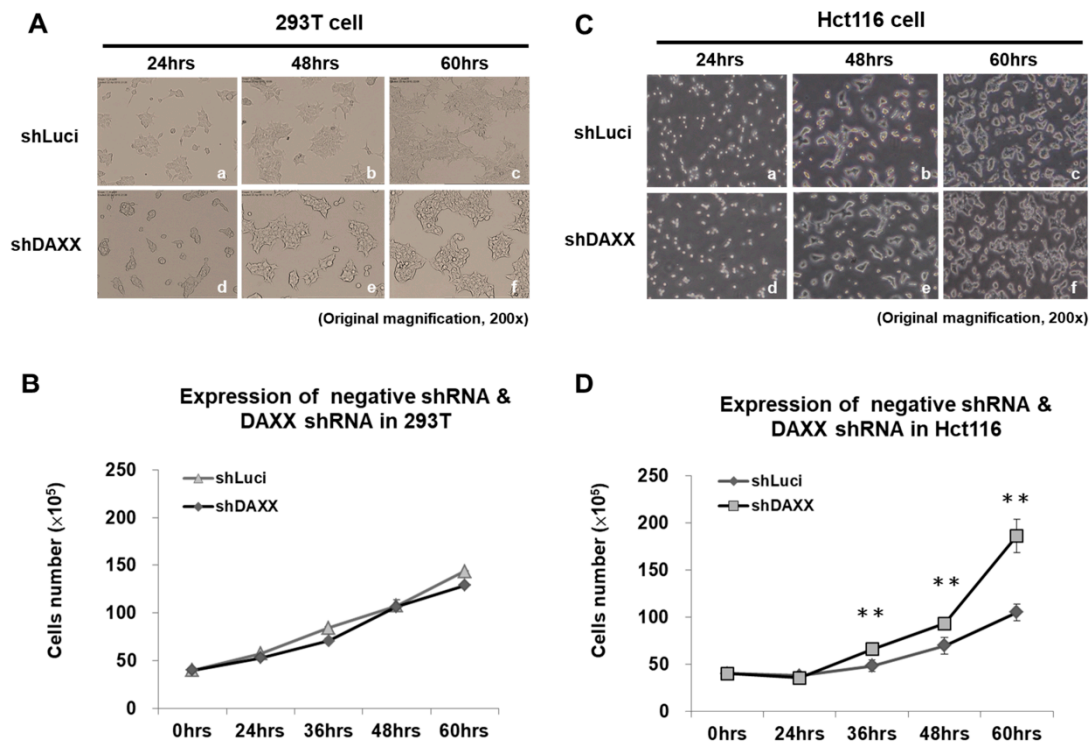 A
293T cell
24hrs 48hrs 60hrs
shLuci
a b c
shDAXX
d e f
(Original magnification, 200x)
C
Hct116 cell
24hrs 48hrs 60hrs
shLuci
a b c
shDAXX
d e f
(Original magnification, 200x)
B
Expression of negative shRNA &
DAXX shRNA in 293T
Cells number (×10⁵)
250
200
150
100
50
0
shLuci
shDAXX
0hrs 24hrs 36hrs 48hrs 60hrs
D
Expression of negative shRNA &
DAXX shRNA in Hct116
Cells number (×10⁵)
250
200
150
100
50
0
shLuci
shDAXX
**
**
**
0hrs 24hrs 36hrs 48hrs 60hrs